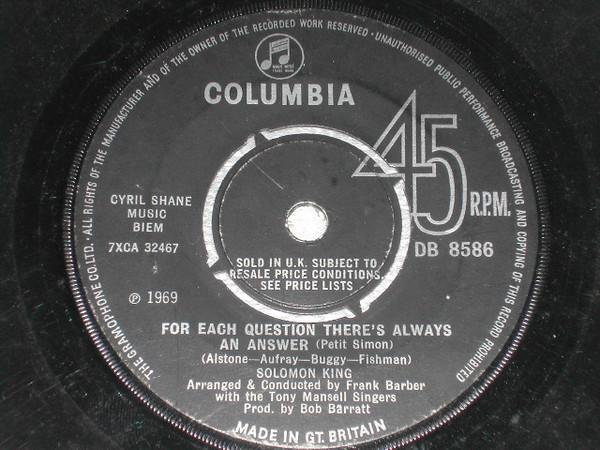 THE GRAMOPHONE CO. LTD. · ALL RIGHTS OF THE MANUFACTURER AND OF THE OWNER OF THE RECORDED WORK RESERVED · UNAUTHORISED PUBLIC PERFORMANCE BROADCASTING AND COPYING OF THIS RECORD PROHIBITED
COLUMBIA
45
R.P.M.
CYRIL SHANE
MUSIC
BIEM
7XCA 32467
DB 8586
SOLD IN U.K. SUBJECT TO
RESALE PRICE CONDITIONS.
SEE PRICE LISTS
℗ 1969
FOR EACH QUESTION THERE'S ALWAYS
AN ANSWER (Petit Simon)
(Alstone—Aufray—Buggy—Fishman)
SOLOMON KING
Arranged & Conducted by Frank Barber
with the Tony Mansell Singers
Prod. by Bob Barratt
MADE IN GT. BRITAIN